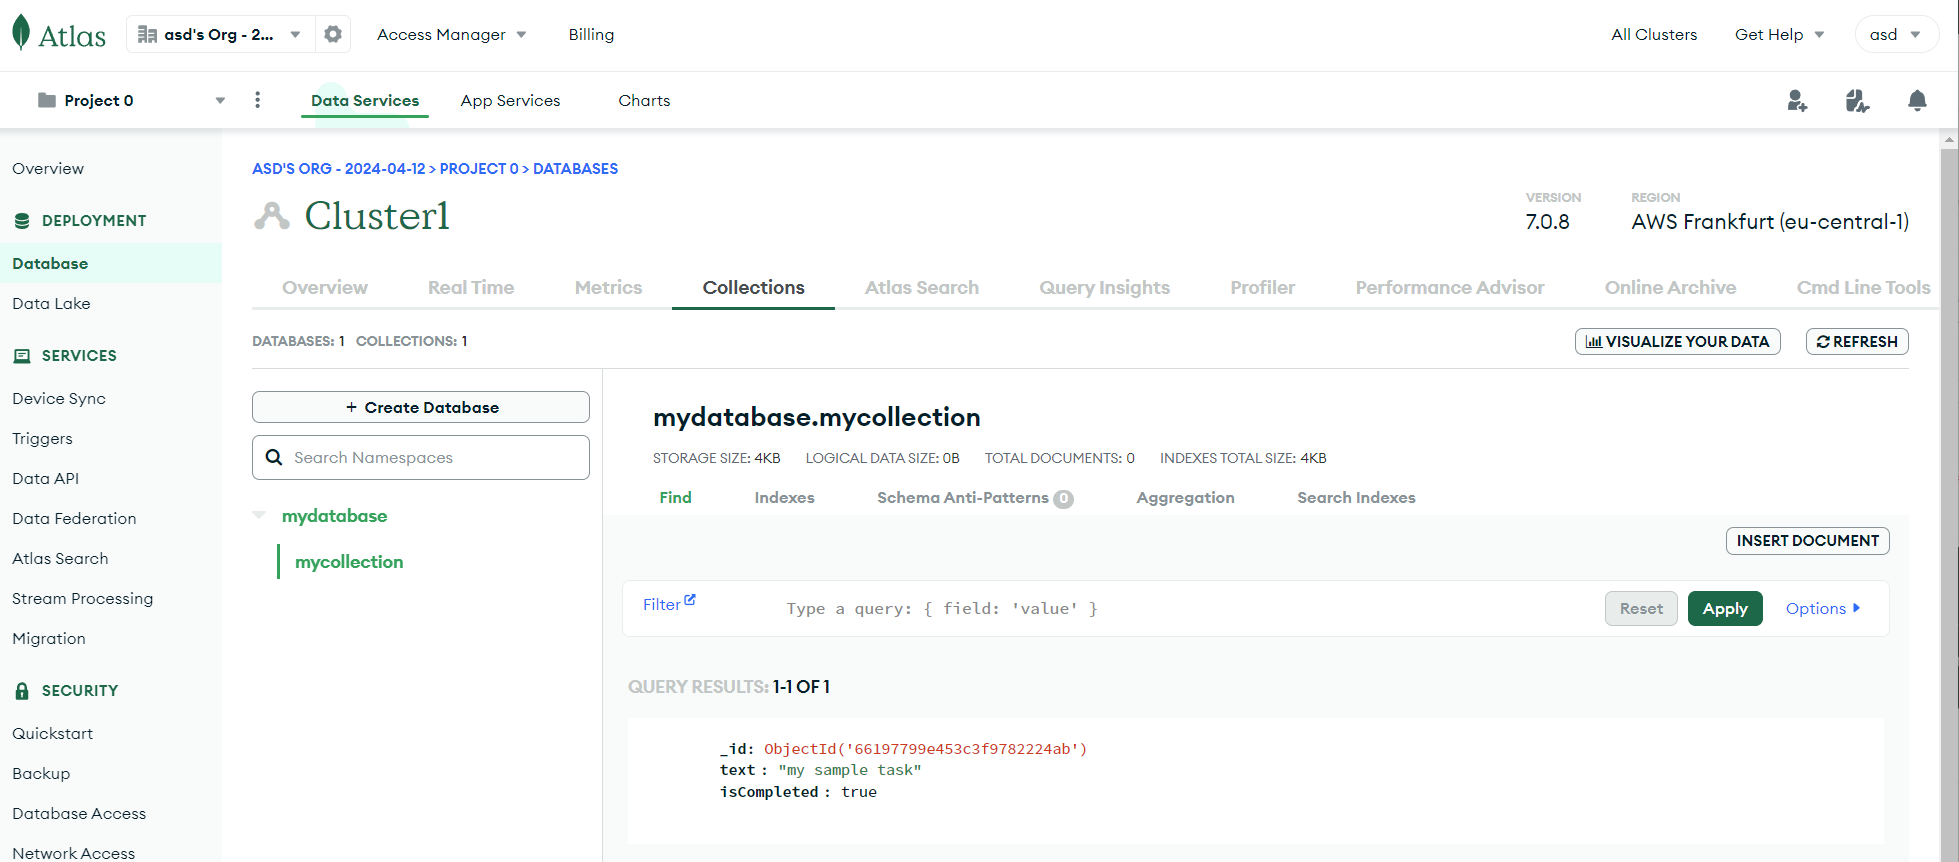 Atlas
asd's Org - 2...
Access Manager
Billing
All Clusters
Get Help
asd
Project 0
Data Services
App Services
Charts
Overview
DEPLOYMENT
Database
Data Lake
SERVICES
Device Sync
Triggers
Data API
Data Federation
Atlas Search
Stream Processing
Migration
SECURITY
Quickstart
Backup
Database Access
Network Access
ASD'S ORG - 2024-04-12 > PROJECT 0 > DATABASES
Cluster1
VERSION
7.0.8
REGION
AWS Frankfurt (eu-central-1)
Overview
Real Time
Metrics
Collections
Atlas Search
Query Insights
Profiler
Performance Advisor
Online Archive
Cmd Line Tools
DATABASES: 1 COLLECTIONS: 1
VISUALIZE YOUR DATA
REFRESH
+ Create Database
Search Namespaces
mydatabase
mycollection
mydatabase.mycollection
STORAGE SIZE: 4KB LOGICAL DATA SIZE: 0B TOTAL DOCUMENTS: 0 INDEXES TOTAL SIZE: 4KB
Find
Indexes
Schema Anti-Patterns 0
Aggregation
Search Indexes
INSERT DOCUMENT
Filter
Type a query: { field: 'value' }
Reset
Apply
Options
QUERY RESULTS: 1-1 OF 1
_id: ObjectId('66197799e453c3f9782224ab')
text : "my sample task"
isCompleted : true